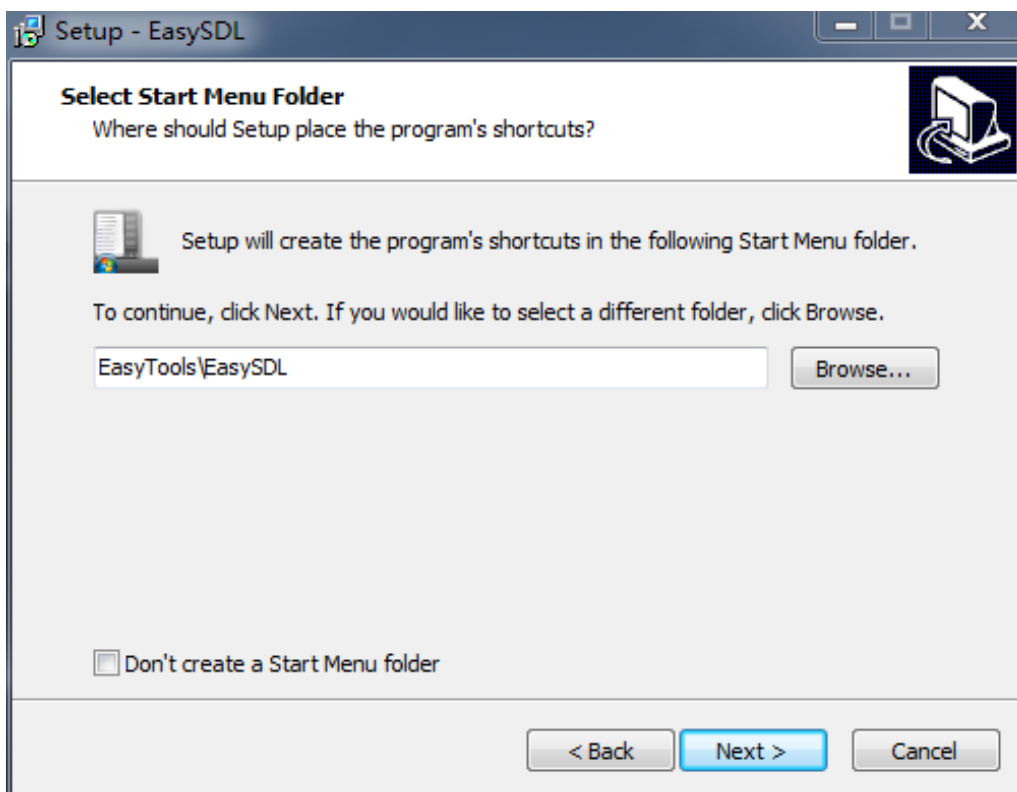 Setup - EasySDL
Select Start Menu Folder
Where should Setup place the program's shortcuts?
Setup will create the program's shortcuts in the following Start Menu folder.
To continue, click Next. If you would like to select a different folder, click Browse.
EasyTools\EasySDL
Browse...
Don't create a Start Menu folder
< Back
Next >
Cancel